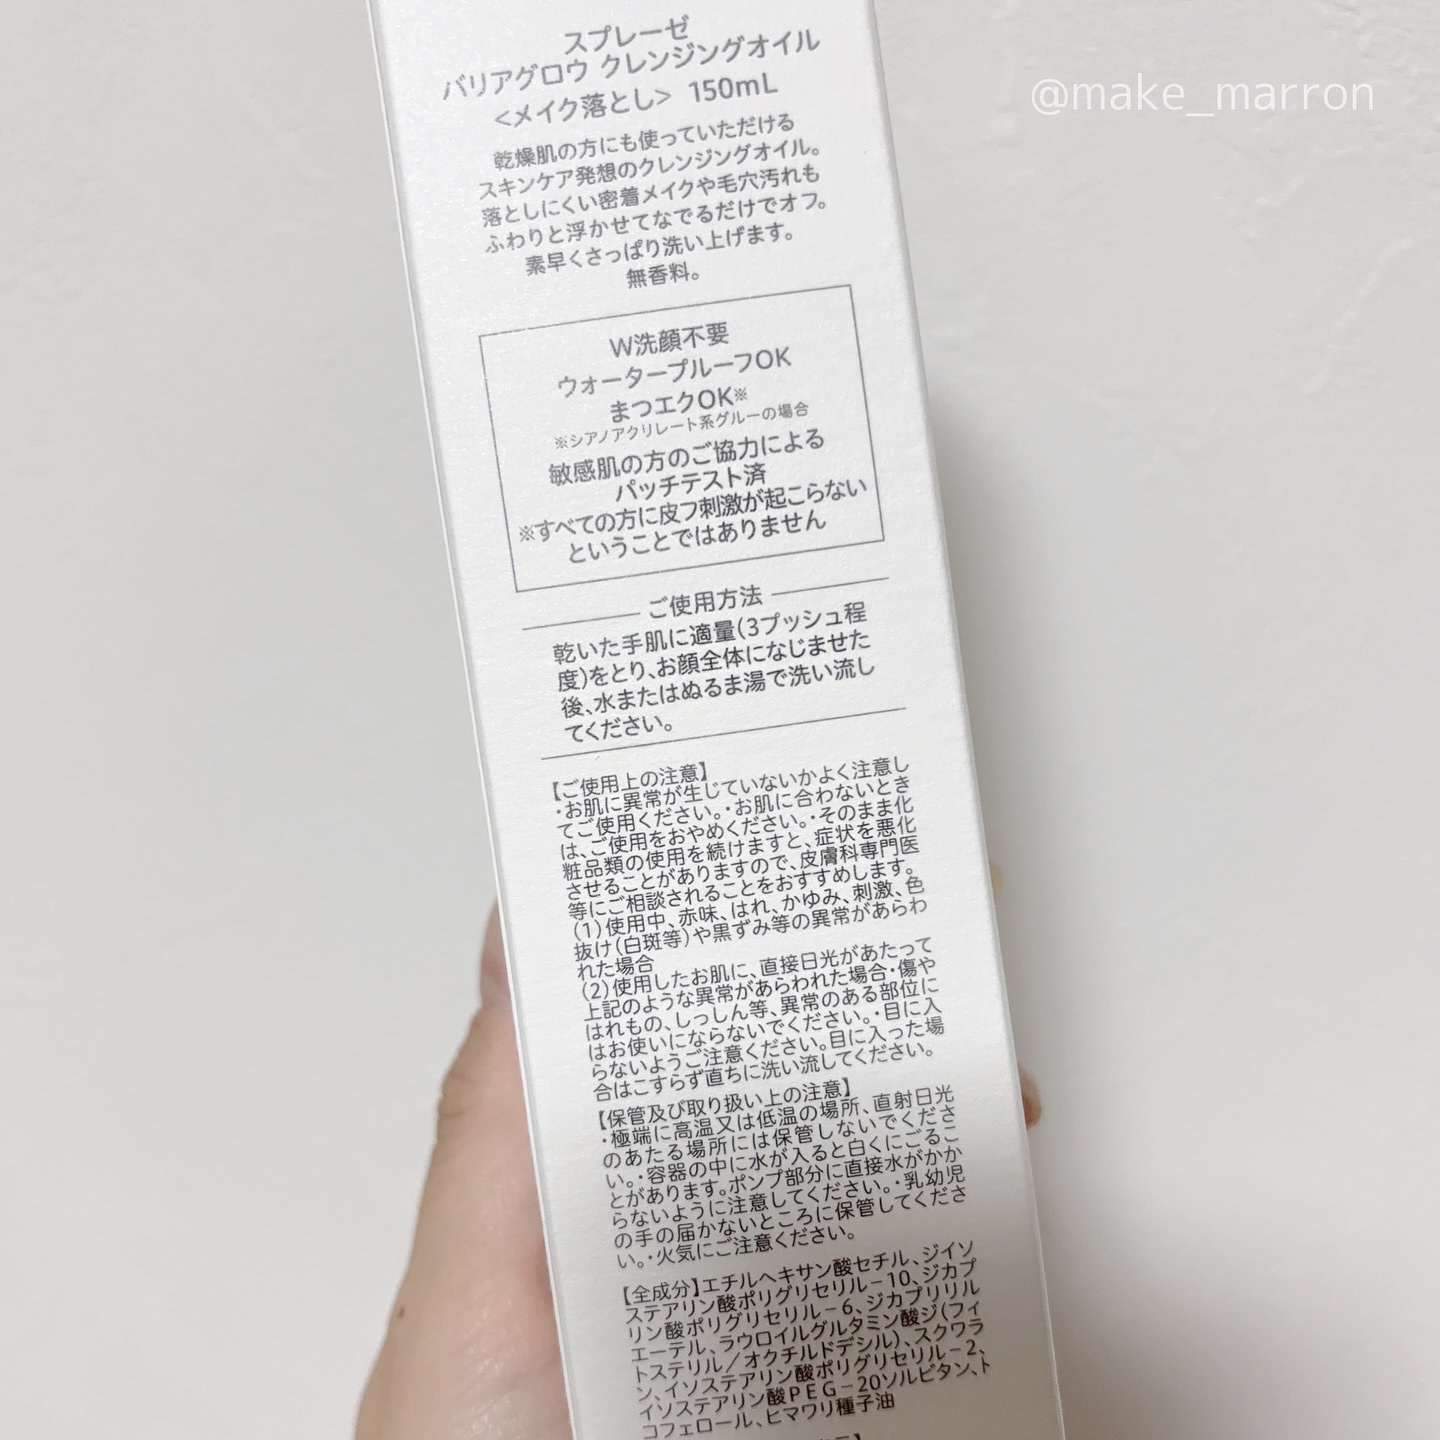 @make_marron
スプレーゼ
バリアグロウ クレンジングオイル
<メイク落とし> 150mL
乾燥肌の方にも使っていただける
スキンケア発想のクレンジングオイル。
落としにくい密着メイクや毛穴汚れも
ふわりと浮かせてなでるだけでオフ。
素早くさっぱり洗い上げます。
無香料。
W洗顔不要
ウォータープルーフOK
まつエクOK※
※シアノアクリレート系グルーの場合
敏感肌の方のご協力による
パッチテスト済
※すべての方に皮フ刺激が起こらない
ということではありません
ご使用方法
乾いた手肌に適量(3プッシュ程
度)をとり、お顔全体になじませた
後、水またはぬるま湯で洗い流し
てください。
【ご使用上の注意】
・お肌に異常が生じていないかよく注意し
てご使用ください。・お肌に合わないとき
は、ご使用をおやめください。・そのまま化
粧品類の使用を続けますと、症状を悪化
させることがありますので、皮膚科専門医
等にご相談されることをおすすめします。
(1)使用中、赤味、はれ、かゆみ、刺激、色
抜け(白斑等)や黒ずみ等の異常があらわ
れた場合
(2)使用したお肌に、直接日光があたって
上記のような異常があらわれた場合・傷や
はれもの、しっしん等、異常のある部位に
はお使いにならないでください。・目に入
らないようご注意ください。目に入った場
合はこすらず直ちに洗い流してください。
【保管及び取り扱い上の注意】
・極端に高温又は低温の場所、直射日光
のあたる場所には保管しないでくださ
い。・容器の中に水が入ると白くにごるこ
とがあります。ポンプ部分に直接水がかか
らないように注意してください。・乳幼児
の手の届かないところに保管してくださ
い。・火気にご注意ください。
【全成分】エチルヘキサン酸セチル、ジイソ
ステアリン酸ポリグリセリル-10、ジカプ
リン酸ポリグリセリル-6、ジカプリリル
エーテル、ラウロイルグルタミン酸ジ(フィ
トステリル/オクチルドデシル)、スクワラ
ン、イソステアリン酸ポリグリセリル-2、
イソステアリン酸PEG-20ソルビタン、ト
コフェロール、ヒマワリ種子油